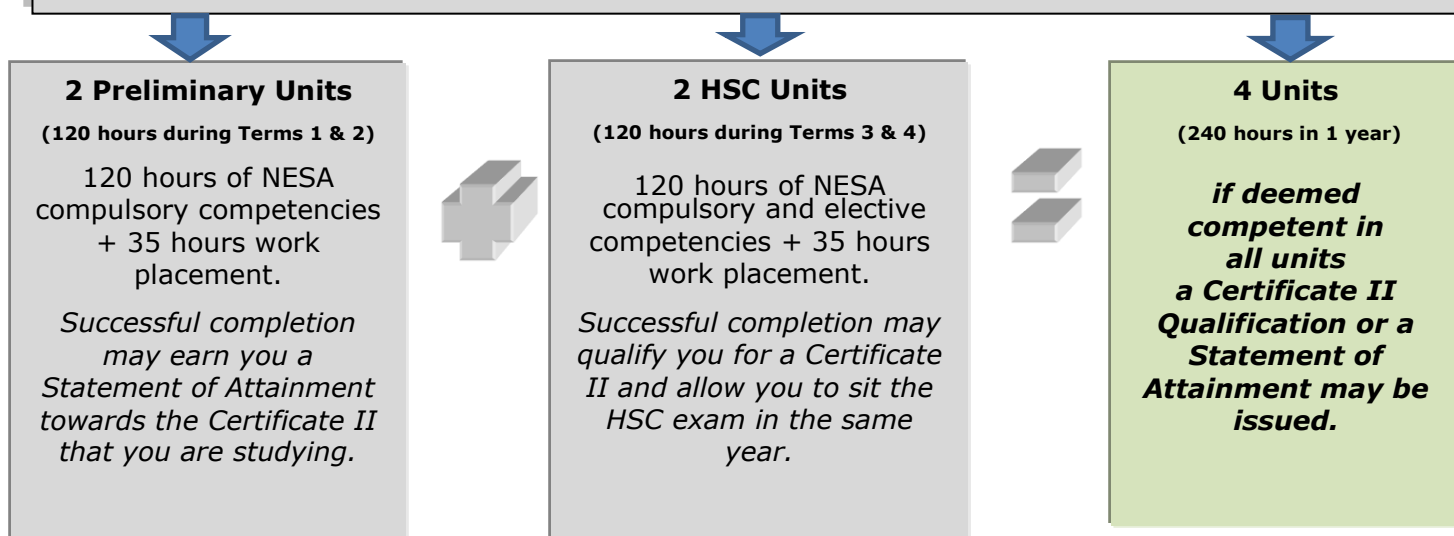 2 Preliminary Units
(120 hours during Terms 1 & 2)
120 hours of NESA
compulsory competencies
+ 35 hours work
placement.
Successful completion
may earn you a
Statement of Attainment
towards the Certificate II
that you are studying.
2 HSC Units
(120 hours during Terms 3 & 4)
120 hours of NESA
compulsory and elective
competencies + 35 hours
work placement.
Successful completion may
qualify you for a Certificate
II and allow you to sit the
HSC exam in the same
year.
4 Units
(240 hours in 1 year)
if deemed
competent in
all units
a Certificate II
Qualification or a
Statement of
Attainment may be
issued.